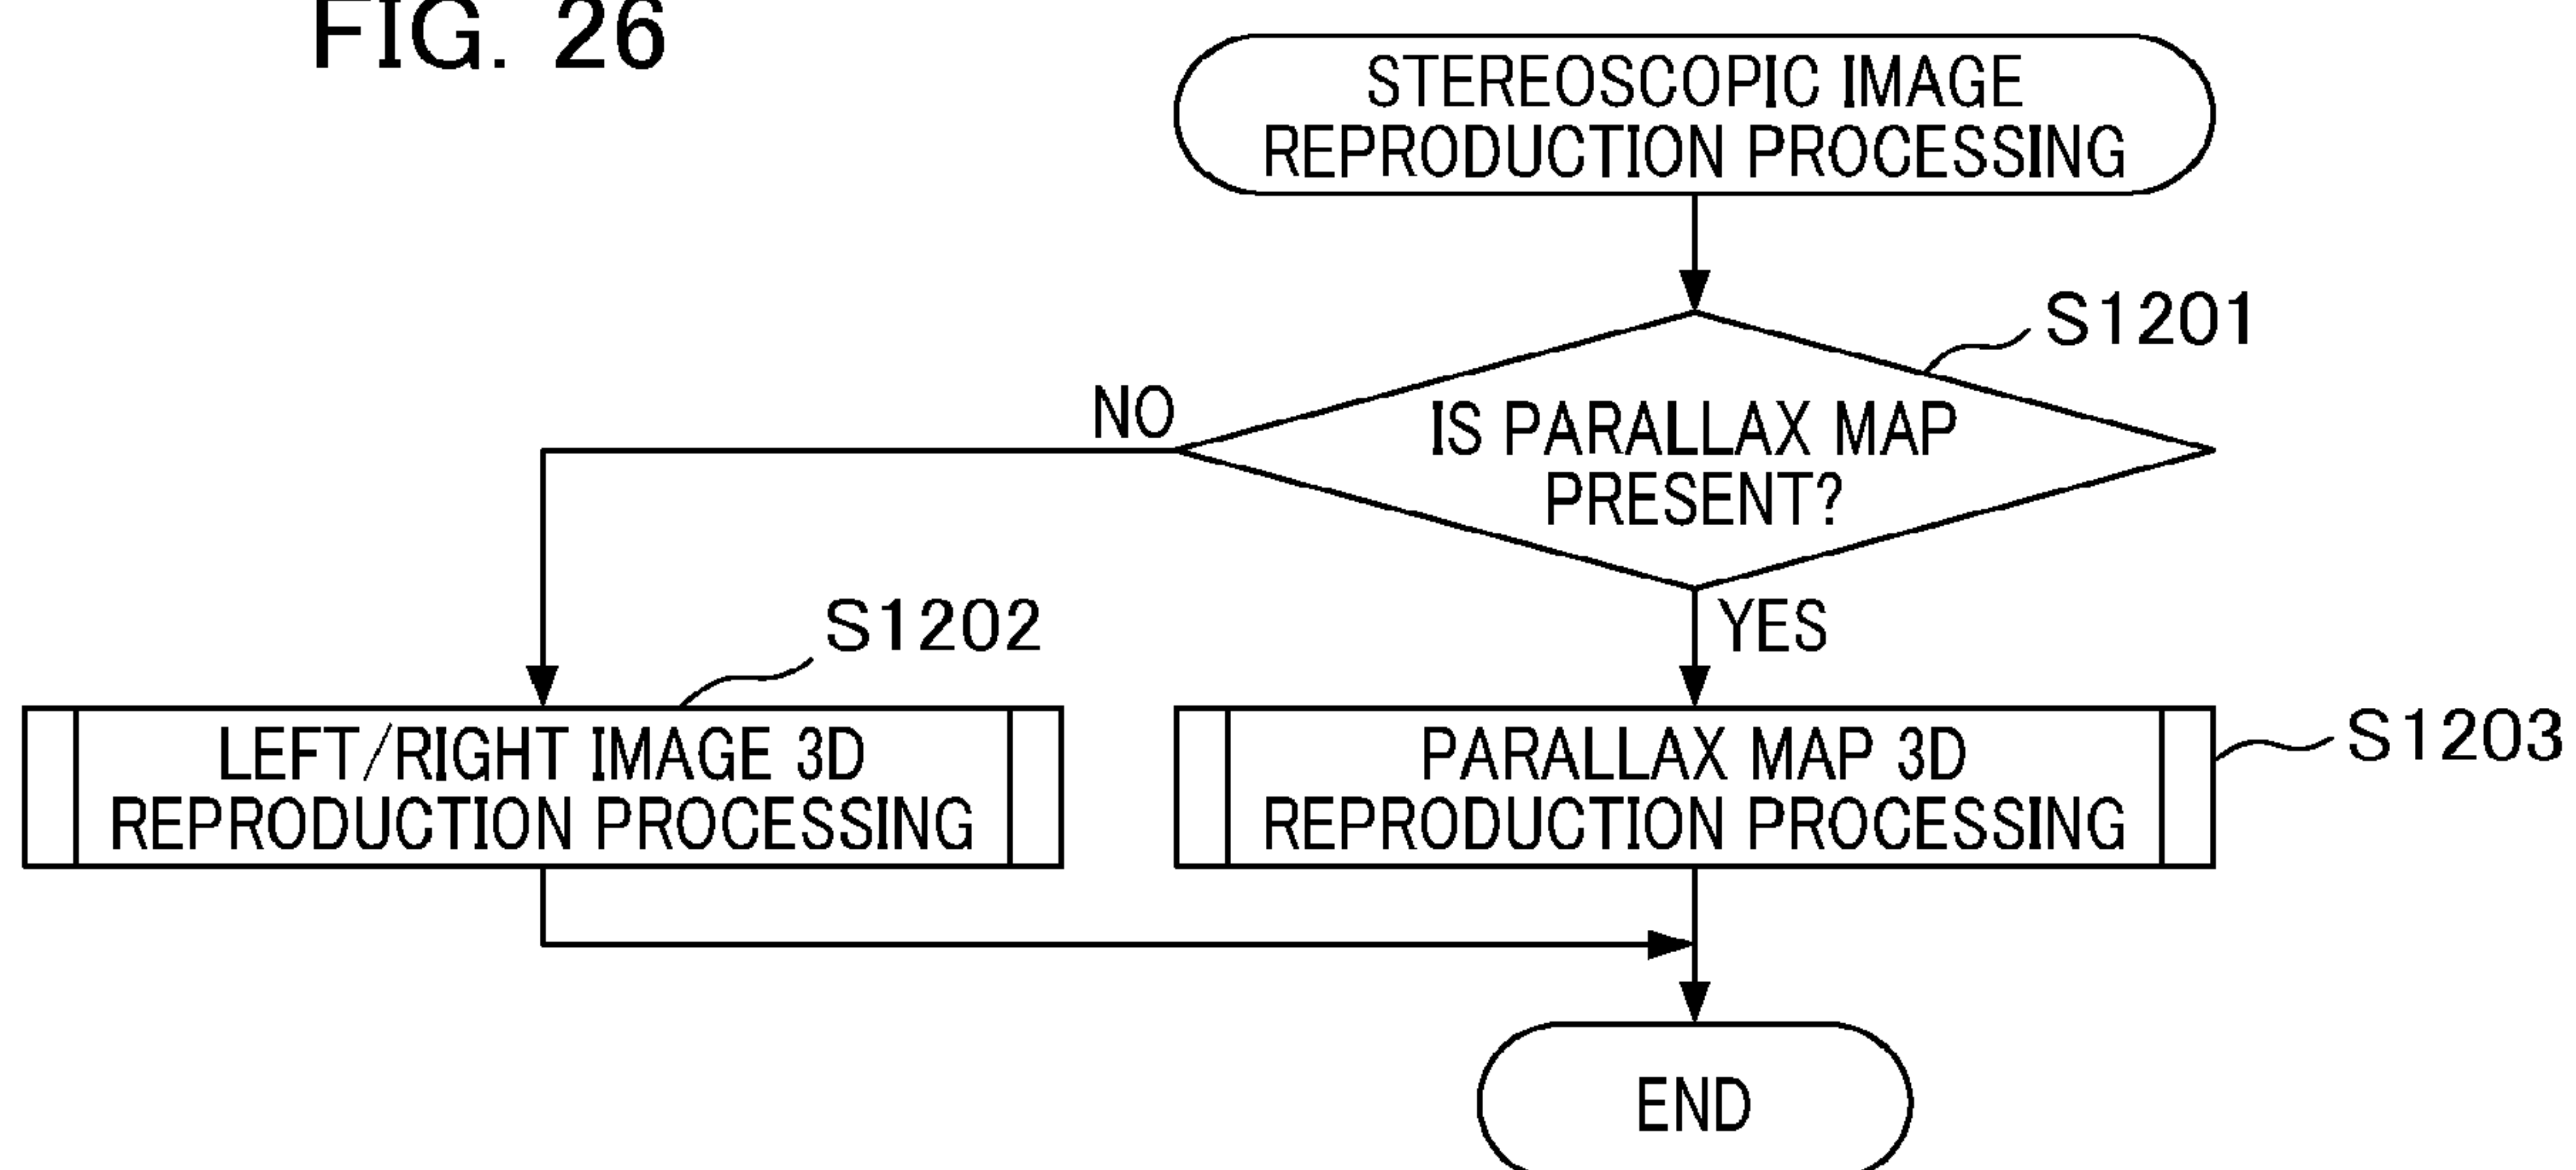 FIG. 26
STEREOSCOPIC IMAGE
REPRODUCTION PROCESSING
S1201
IS PARALLAX MAP
PRESENT?
NO
YES
S1202
LEFT/RIGHT IMAGE 3D
REPRODUCTION PROCESSING
PARALLAX MAP 3D
REPRODUCTION PROCESSING
S1203
END